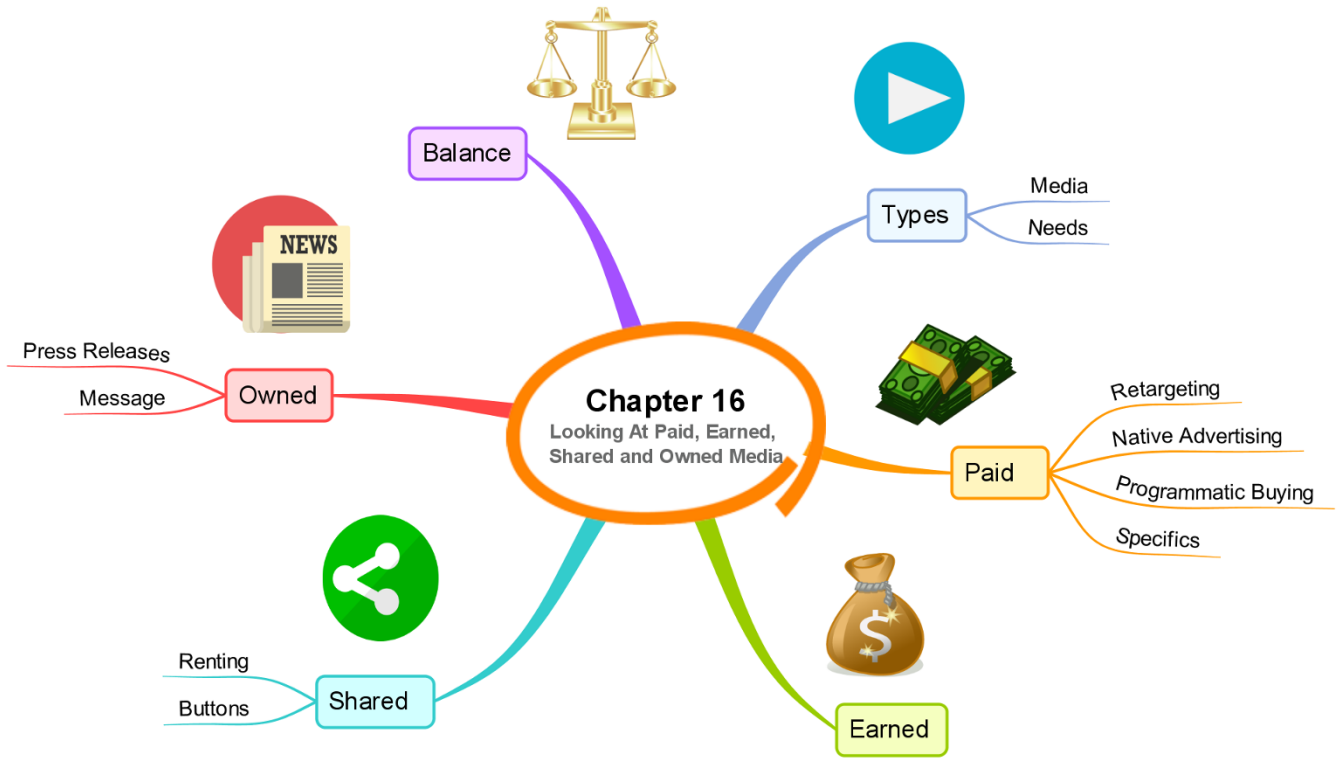 Chapter 16
Looking At Paid, Earned,
Shared and Owned Media
Balance
Types
Media
Needs
NEWS
Owned
Press Releases
Message
Paid
Retargeting
Native Advertising
Programmatic Buying
Specifics
$
Shared
Renting
Buttons
Earned